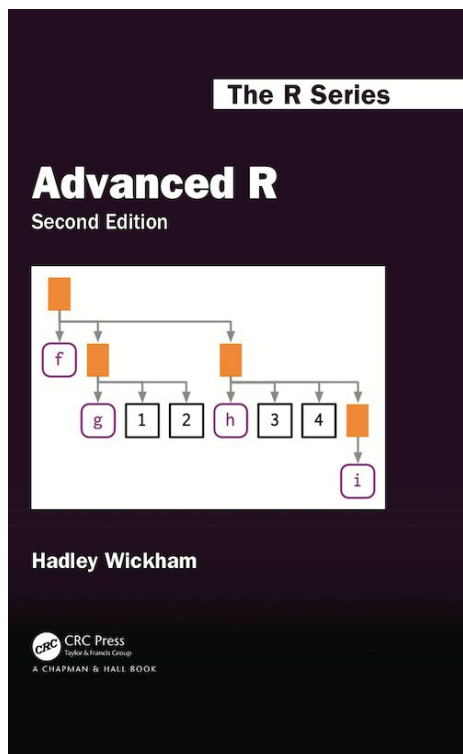 The R Series
Advanced R
Second Edition
f
g 1 2 h 3 4
i
Hadley Wickham
CRC CRC Press
Taylor & Francis Group
A CHAPMAN & HALL BOOK